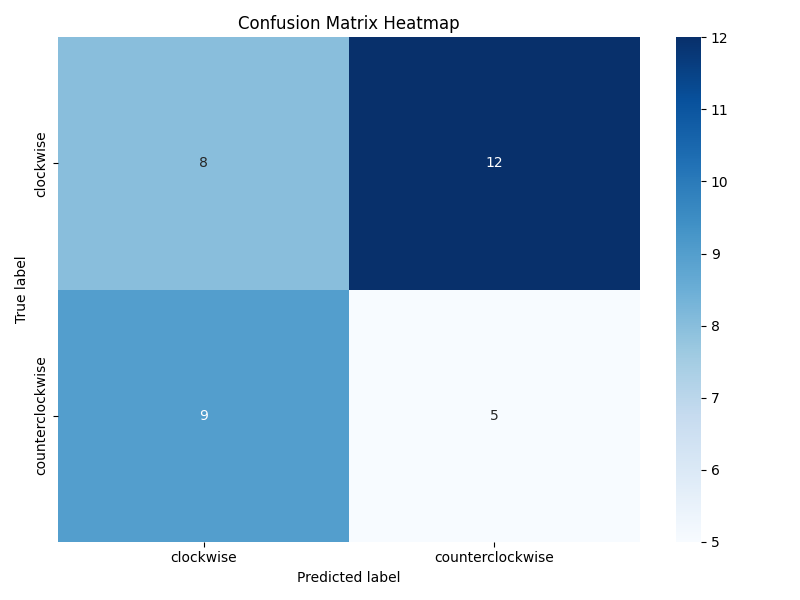 Confusion Matrix Heatmap
True label
clockwise
counterclockwise
8
12
9
5
clockwise
counterclockwise
Predicted label
12
11
10
9
8
7
6
5